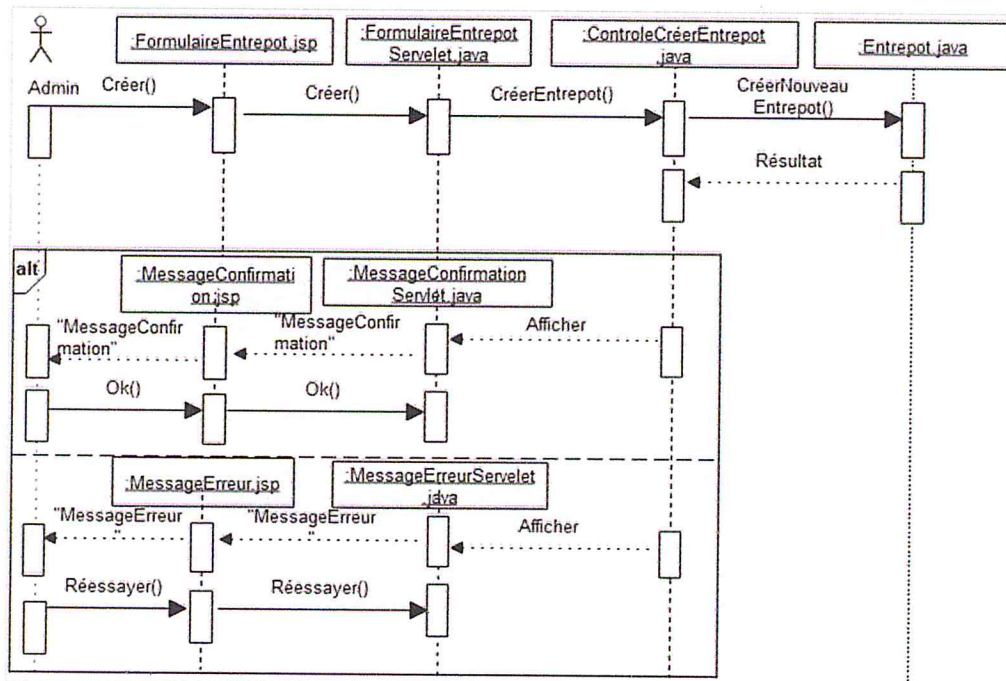 :FormulaireEntrepot.jsp
:FormulaireEntrepot
Servelet.java
:ControleCréerEntrepot
.java
:Entrepot.java
Admin
Créer()
Créer()
CréerEntrepot()
CréerNouveau
Entrepot()
Résultat
alt
:MessageConfirmati
on.jsp
:MessageConfirmation
Servlet.java
"MessageConfir
mation"
"MessageConfir
mation"
Afficher
Ok()
Ok()
:MessageErreur.jsp
:MessageErreurServelet
.java
"MessageErreur
"
"MessageErreur
"
Afficher
Réessayer()
Réessayer()